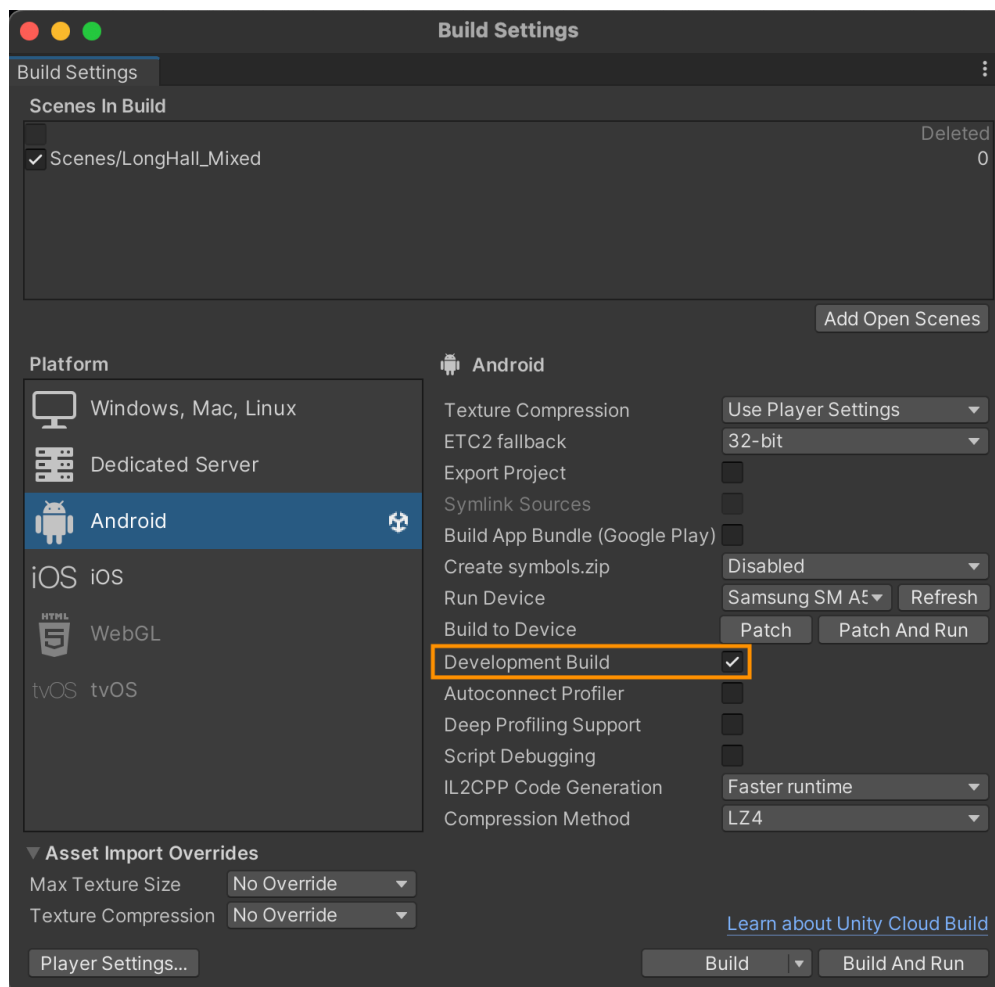 Build Settings
Build Settings
Scenes In Build
Deleted
Scenes/LongHall_Mixed 0
Add Open Scenes
Platform
Windows, Mac, Linux
Dedicated Server
Android
iOS iOS
HTML
5 WebGL
tvOS tvOS
Android
Texture Compression Use Player Settings
ETC2 fallback 32-bit
Export Project
Symlink Sources
Build App Bundle (Google Play)
Create symbols.zip Disabled
Run Device Samsung SM A5 Refresh
Build to Device Patch Patch And Run
Development Build
Autoconnect Profiler
Deep Profiling Support
Script Debugging
IL2CPP Code Generation Faster runtime
Compression Method LZ4
Asset Import Overrides
Max Texture Size No Override
Texture Compression No Override
Learn about Unity Cloud Build
Player Settings... Build Build And Run